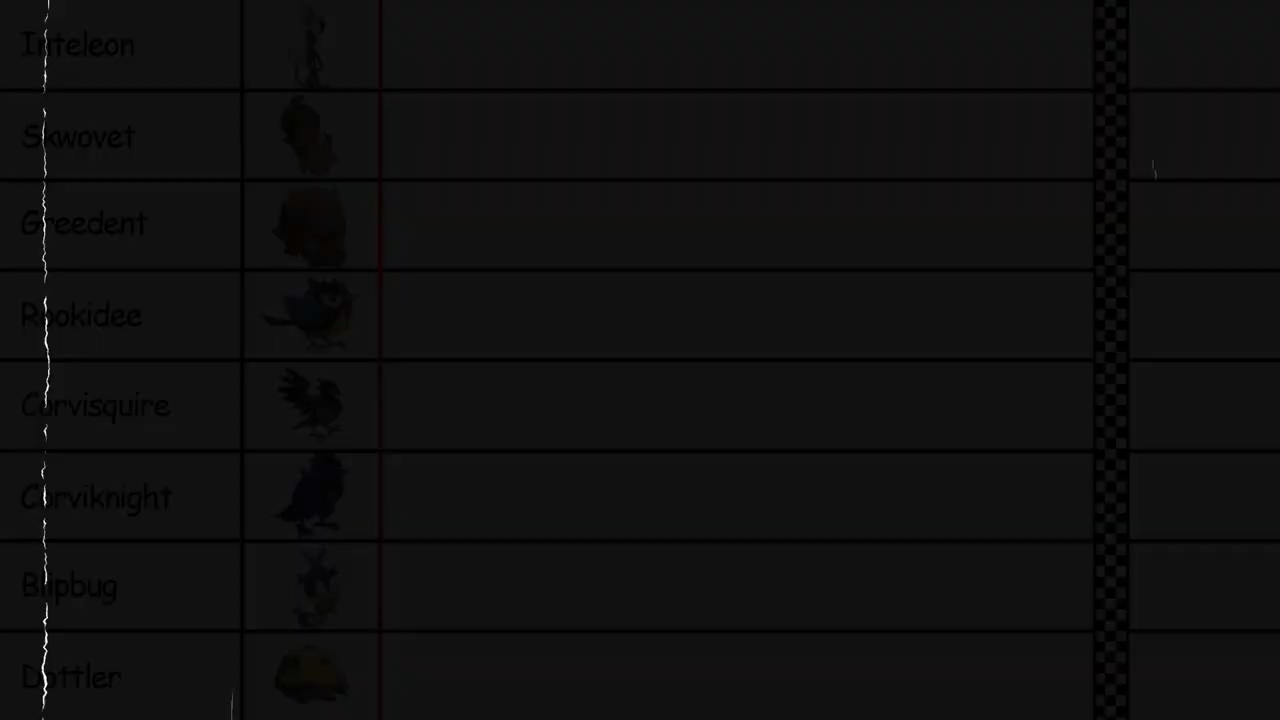 Inteleon
Skwovet
Greedent
Rookidee
Corvisquire
Corviknight
Blipbug
Dottler